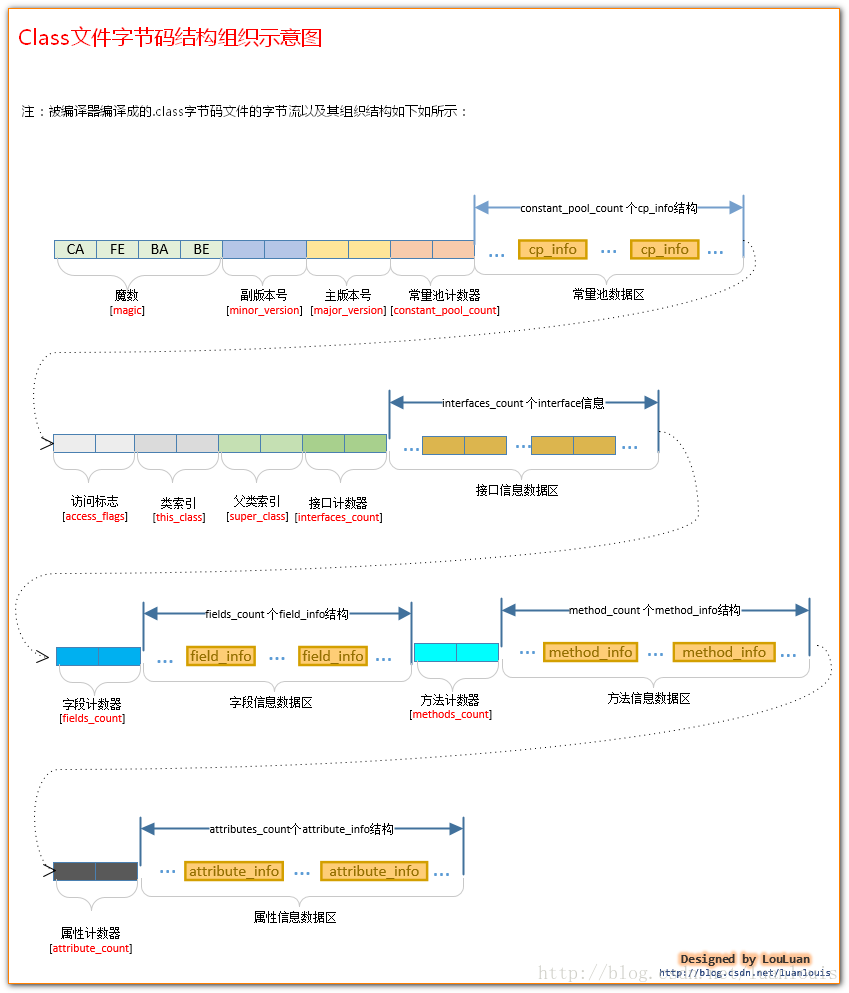 Class文件字节码结构组织示意图
注：被编译器编译成的.class字节码文件的字节流以及其组织结构如下如所示：
constant_pool_count 个cp_info结构
CA FE BA BE ... cp_info ... cp_info ...
魔数 副版本号 主版本号 常量池计数器 常量池数据区
[magic] [minor_version] [major_version] [constant_pool_count]
interfaces_count 个interface信息
... ... ...
访问标志 类索引 父类索引 接口计数器 接口信息数据区
[access_flags] [this_class] [super_class] [interfaces_count]
fields_count 个field_info结构 method_count 个method_info结构
... field_info ... field_info ... ... method_info ... method_info ...
字段计数器 字段信息数据区 方法计数器 方法信息数据区
[fields_count] [methods_count]
attributes_count个attribute_info结构
... attribute_info ... attribute_info ...
属性计数器 属性信息数据区
[attribute_count]
Designed by LouLuan
http://blog.csdn.net/luanlouis
http://blog.csdn.net/luanlouis